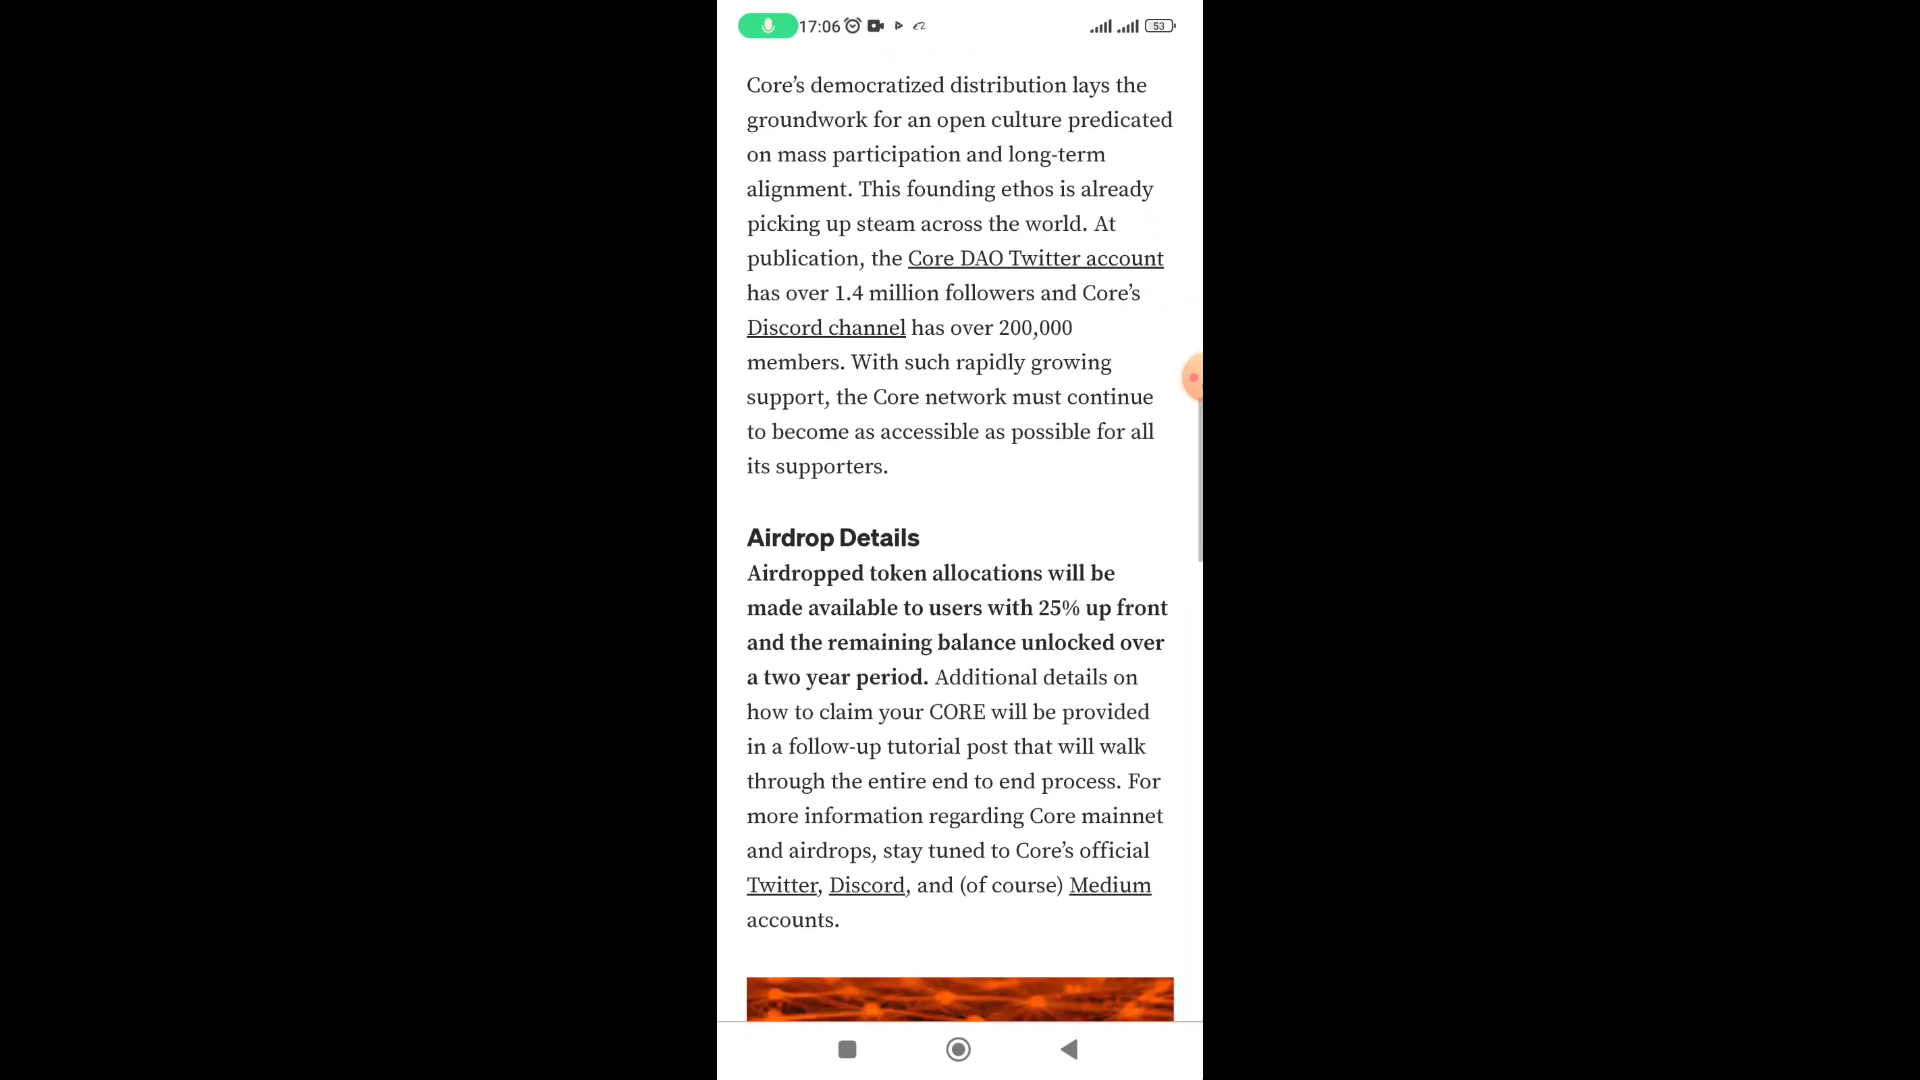 17:06
53
Core’s democratized distribution lays the
groundwork for an open culture predicated
on mass participation and long-term
alignment. This founding ethos is already
picking up steam across the world. At
publication, the Core DAO Twitter account
has over 1.4 million followers and Core’s
Discord channel has over 200,000
members. With such rapidly growing
support, the Core network must continue
to become as accessible as possible for all
its supporters.
Airdrop Details
Airdropped token allocations will be
made available to users with 25% up front
and the remaining balance unlocked over
a two year period. Additional details on
how to claim your CORE will be provided
in a follow-up tutorial post that will walk
through the entire end to end process. For
more information regarding Core mainnet
and airdrops, stay tuned to Core’s official
Twitter, Discord, and (of course) Medium
accounts.